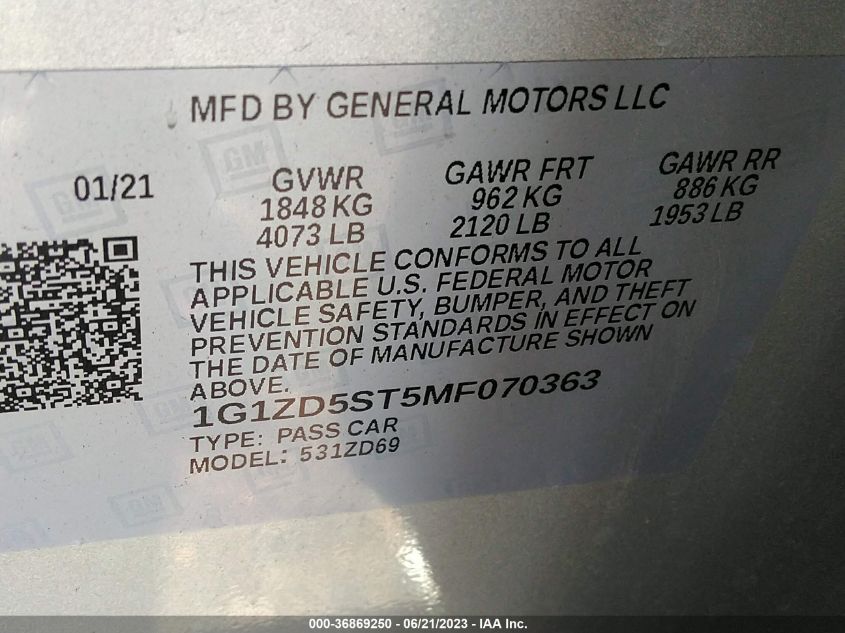 MFD BY GENERAL MOTORS LLC
01/21
GVWR GAWR FRT GAWR RR
1848 KG 962 KG 886 KG
4073 LB 2120 LB 1953 LB
THIS VEHICLE CONFORMS TO ALL
APPLICABLE U.S. FEDERAL MOTOR
VEHICLE SAFETY, BUMPER, AND THEFT
PREVENTION STANDARDS IN EFFECT ON
THE DATE OF MANUFACTURE SHOWN
ABOVE.
1G1ZD5ST5MF070363
TYPE: PASS CAR
MODEL: 531ZD69
GM
GM
GM
000-36869250 - 06/21/2023 - IAA Inc.